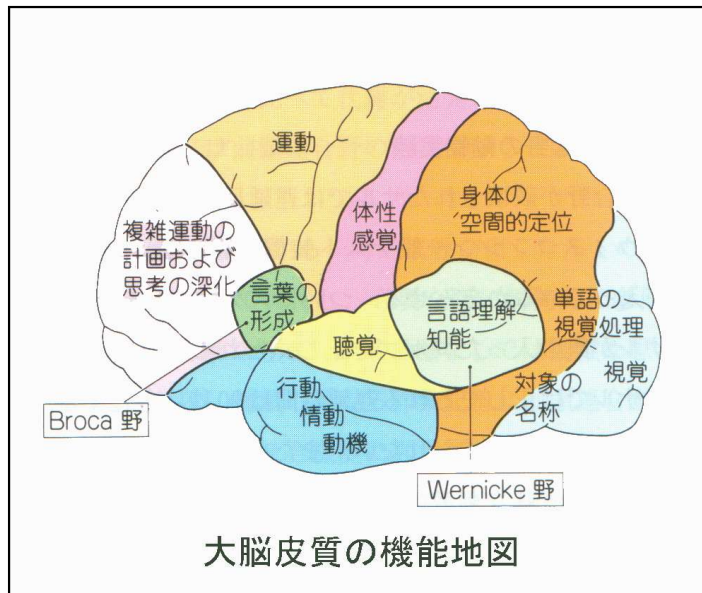 運動
体性
感覚
身体の
空間的定位
複雑運動の
計画および
思考の深化
言葉の
形成
聴覚
言語理解
知能
単語の
視覚処理
視覚
対象の
名称
行動
情動
動機
Broca 野
Wernicke 野
大脳皮質の機能地図